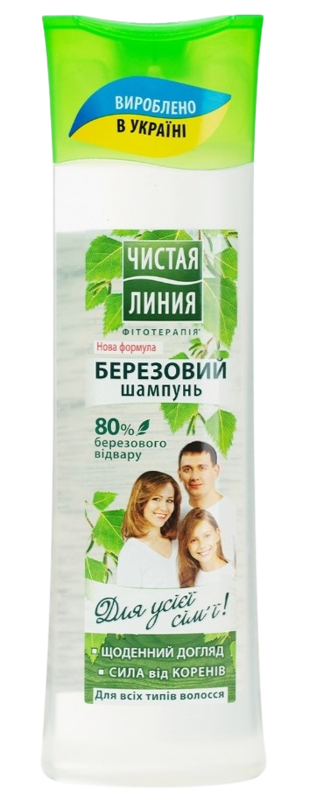 ВИРОБЛЕНО
В УКРАЇНІ
ЧИСТАЯ
ЛИНИЯ
ФІТОТЕРАПІЯ
Нова формула
БЕРЕЗОВИЙ
шампунь
80%
березового
відвару
Для усієї
сім'ї!
▪ ЩОДЕННИЙ ДОГЛЯД
▪ СИЛА від КОРЕНІВ
Для всіх типів волосся